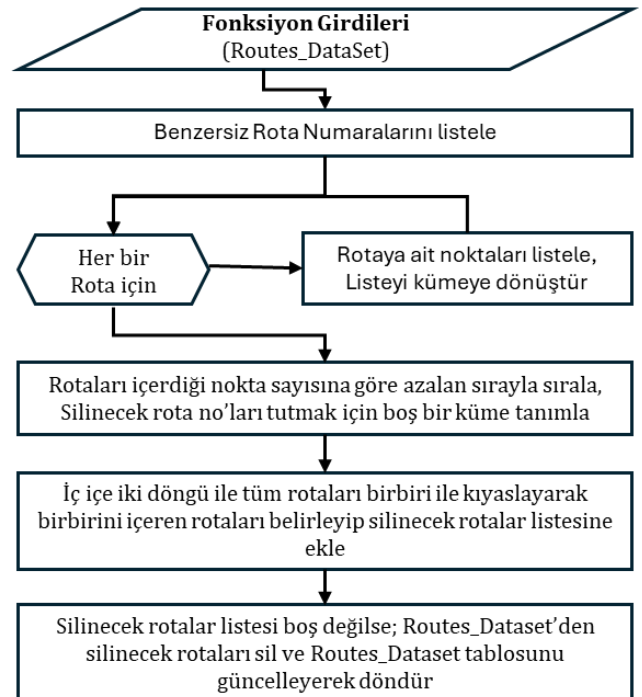 Fonksiyon Girdileri
(Routes_DataSet)
Benzersiz Rota Numaralarını listele
Her bir
Rota için
Rotaya ait noktaları listele,
Listeyi kümeye dönüştür
Rotaları içerdiği nokta sayısına göre azalan sırayla sırala,
Silinecek rota no’ları tutmak için boş bir küme tanımla
İç içe iki döngü ile tüm rotaları birbiri ile kıyaslayarak
birbirini içeren rotaları belirleyip silinecek rotalar listesine
ekle
Silinecek rotalar listesi boş değilse; Routes_Dataset’den
silinecek rotaları sil ve Routes_Dataset tablosunu
güncelleyerek döndür